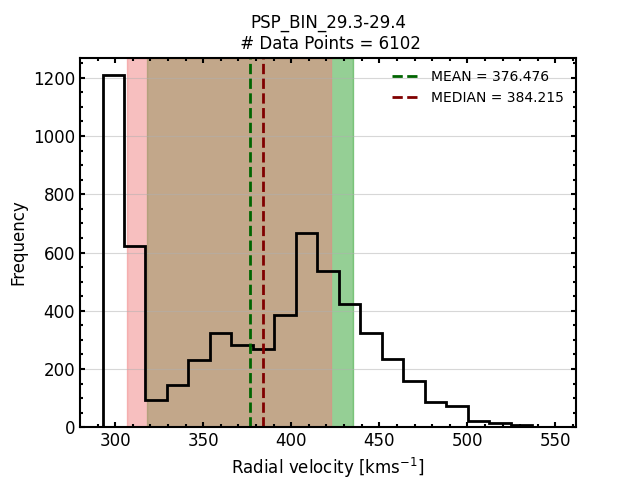 PSP_BIN_29.3-29.4
# Data Points = 6102
MEAN = 376.476
MEDIAN = 384.215
Frequency
1200
1000
800
600
400
200
0
300 350 400 450 500 550
Radial velocity [kms⁻¹]